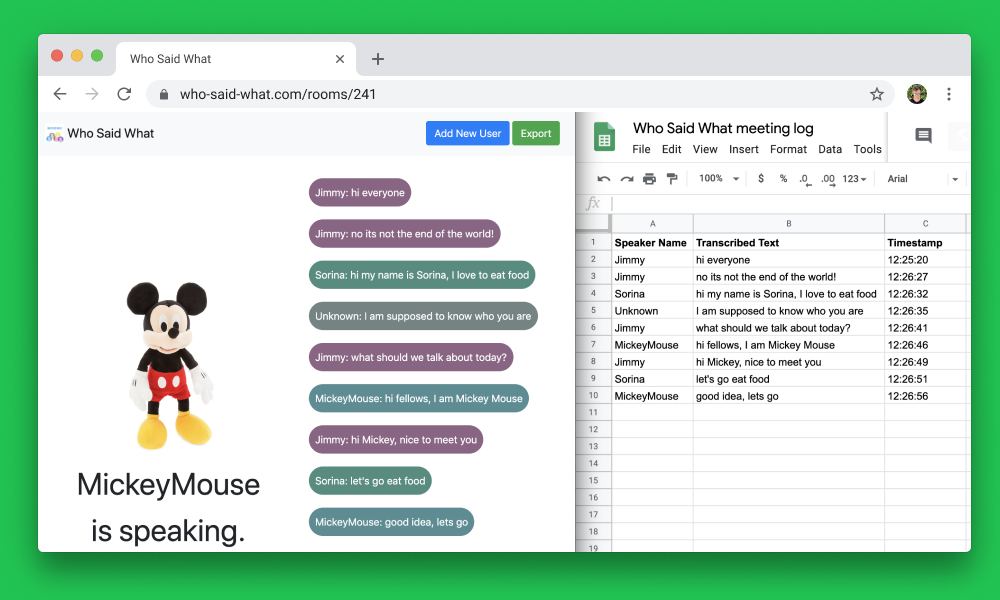 Who Said What
who-said-what.com/rooms/241
Who Said What
Add New User
Export
Jimmy: hi everyone
Jimmy: no its not the end of the world!
Sorina: hi my name is Sorina, I love to eat food
Unknown: I am supposed to know who you are
Jimmy: what should we talk about today?
MickeyMouse: hi fellows, I am Mickey Mouse
Jimmy: hi Mickey, nice to meet you
Sorina: let's go eat food
MickeyMouse: good idea, lets go
MickeyMouse
is speaking.
Who Said What meeting log
File Edit View Insert Format Data Tools
100% $ % .0 .00 123 Arial
fx
A B C
1 Speaker Name Transcribed Text Timestamp
2 Jimmy hi everyone 12:25:20
3 Jimmy no its not the end of the world! 12:26:27
4 Sorina hi my name is Sorina, I love to eat food 12:26:32
5 Unknown I am supposed to know who you are 12:26:35
6 Jimmy what should we talk about today? 12:26:41
7 MickeyMouse hi fellows, I am Mickey Mouse 12:26:46
8 Jimmy hi Mickey, nice to meet you 12:26:49
9 Sorina let's go eat food 12:26:51
10 MickeyMouse good idea, lets go 12:26:56
11
12
13
14
15
16
17
18
19